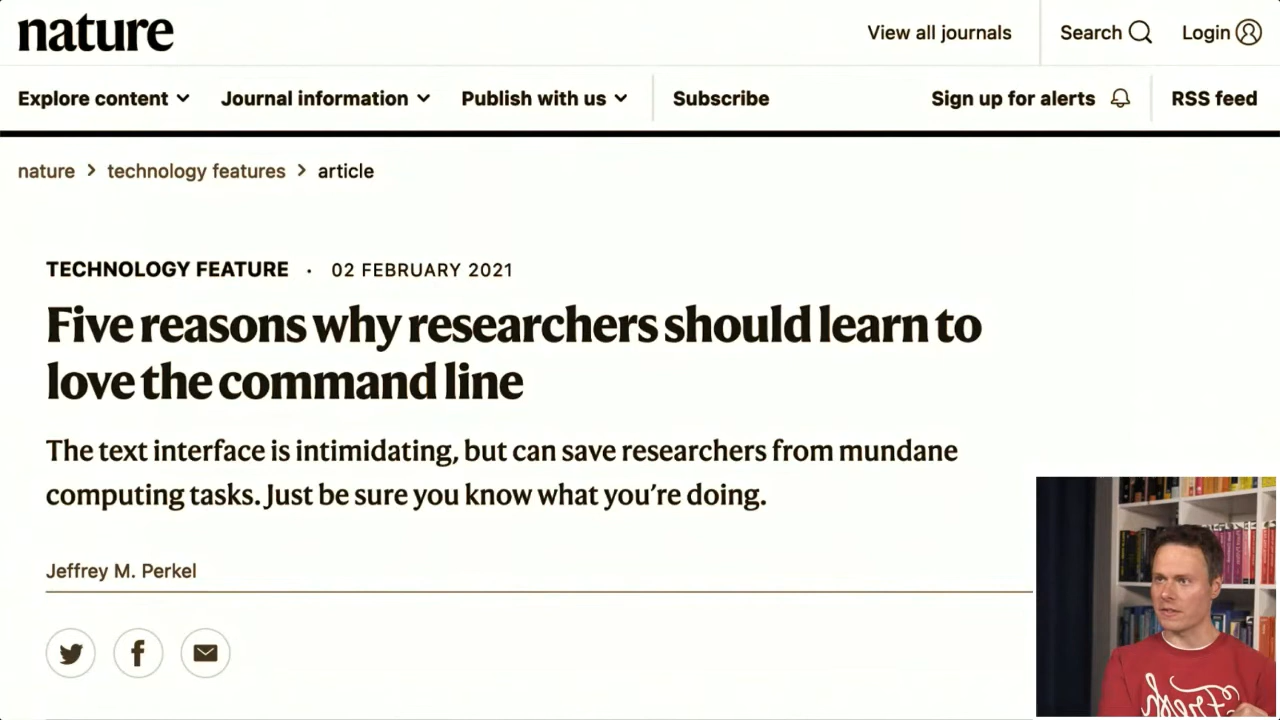 nature
View all journals
Search
Login
Explore content
Journal information
Publish with us
Subscribe
Sign up for alerts
RSS feed
nature > technology features > article
TECHNOLOGY FEATURE · 02 FEBRUARY 2021
Five reasons why researchers should learn to
love the command line
The text interface is intimidating, but can save researchers from mundane
computing tasks. Just be sure you know what you’re doing.
Jeffrey M. Perkel
Fresh